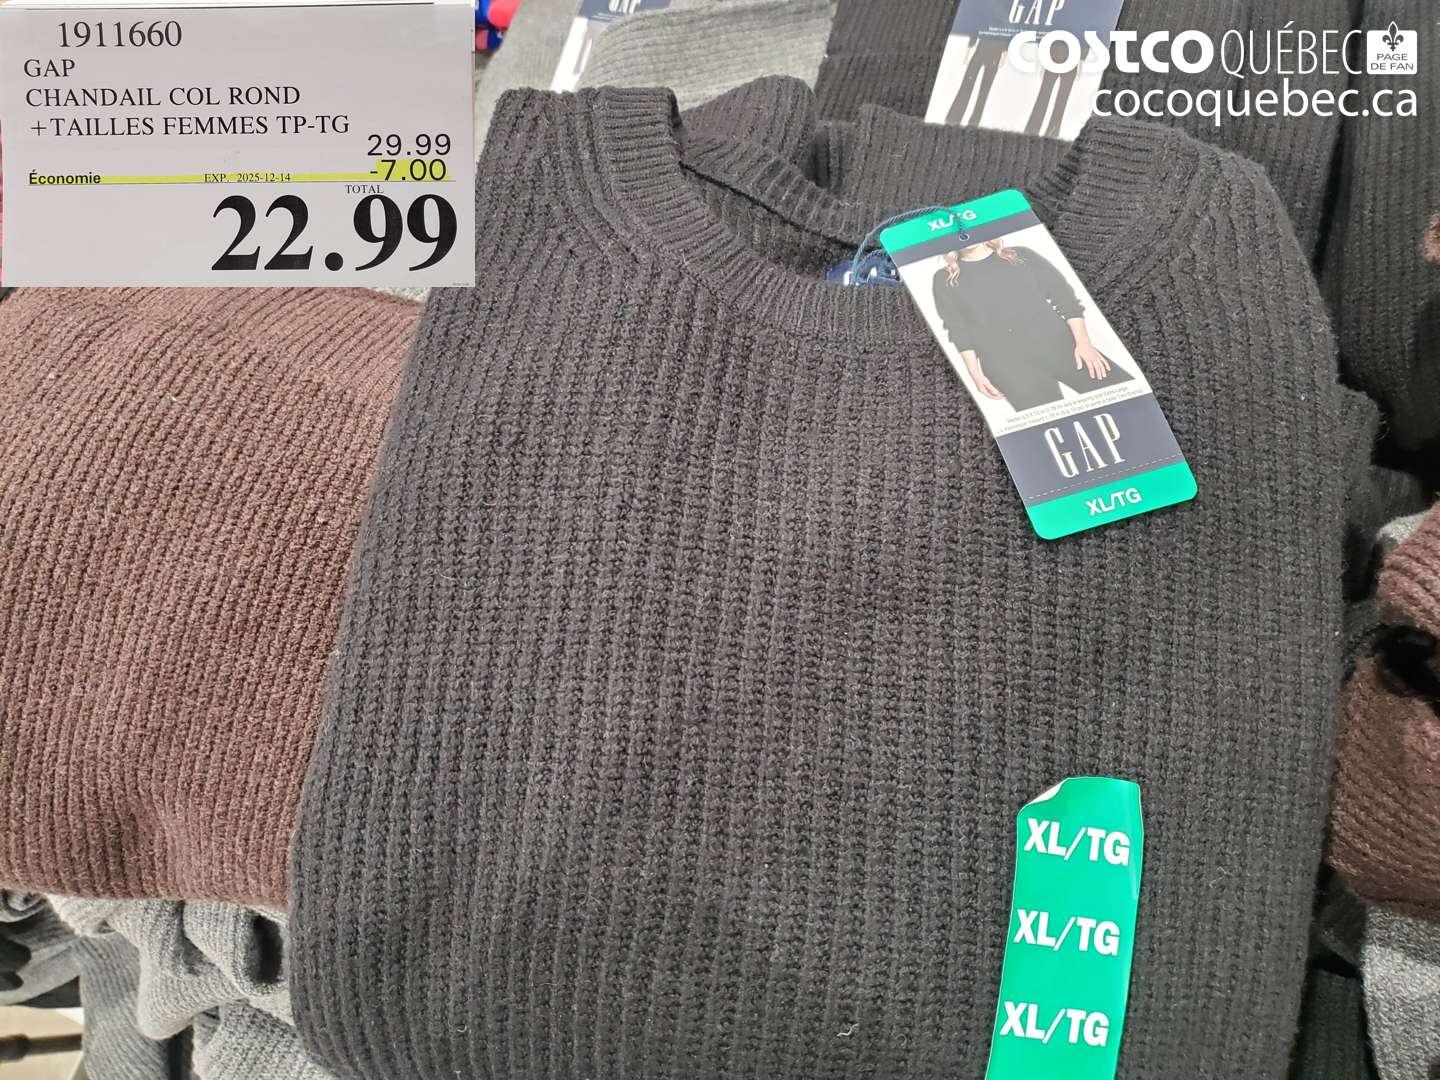 1911660
GAP
CHANDAIL COL ROND
+TAILLES FEMMES TP-TG
29.99
Économie EXP. 2025-12-14 -7.00
TOTAL
22.99
GAP
COSTCO QUÉBEC PAGE DE FAN
cocoquebec.ca
XL/TG
GAP
XL/TG
XL/TG
XL/TG
XL/TG